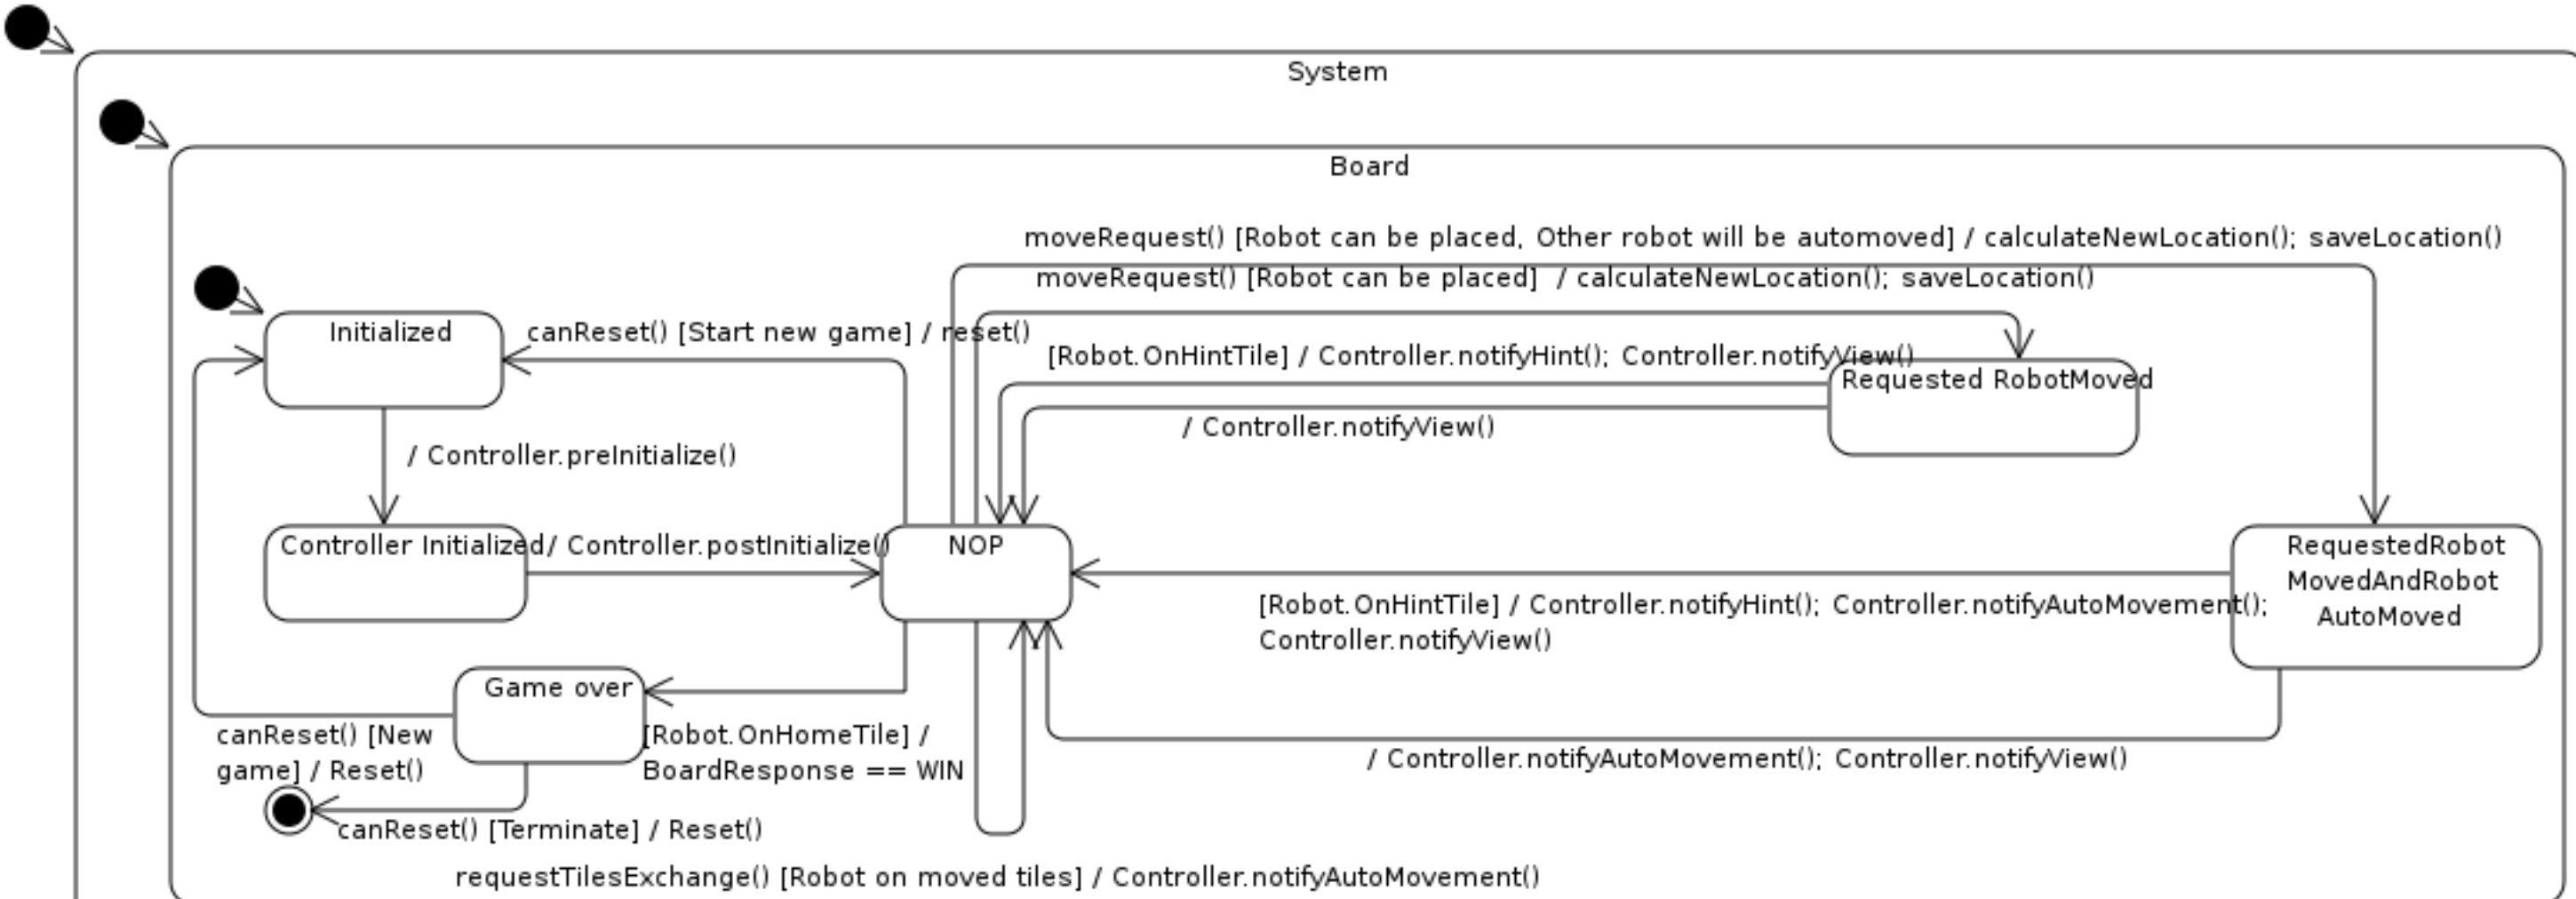 System
Board
moveRequest() [Robot can be placed, Other robot will be automoved] / calculateNewLocation(); saveLocation()
moveRequest() [Robot can be placed]  / calculateNewLocation(); saveLocation()
Initialized
canReset() [Start new game] / reset()
[Robot.OnHintTile] / Controller.notifyHint(); Controller.notifyView()
Requested RobotMoved
/ Controller.notifyView()
/ Controller.preInitialize()
Controller Initialized
/ Controller.postInitialize()
NOP
RequestedRobot
MovedAndRobot
AutoMoved
[Robot.OnHintTile] / Controller.notifyHint(); Controller.notifyAutoMovement();
Controller.notifyView()
Game over
canReset() [New
game] / Reset()
[Robot.OnHomeTile] /
BoardResponse == WIN
/ Controller.notifyAutoMovement(); Controller.notifyView()
canReset() [Terminate] / Reset()
requestTilesExchange() [Robot on moved tiles] / Controller.notifyAutoMovement()